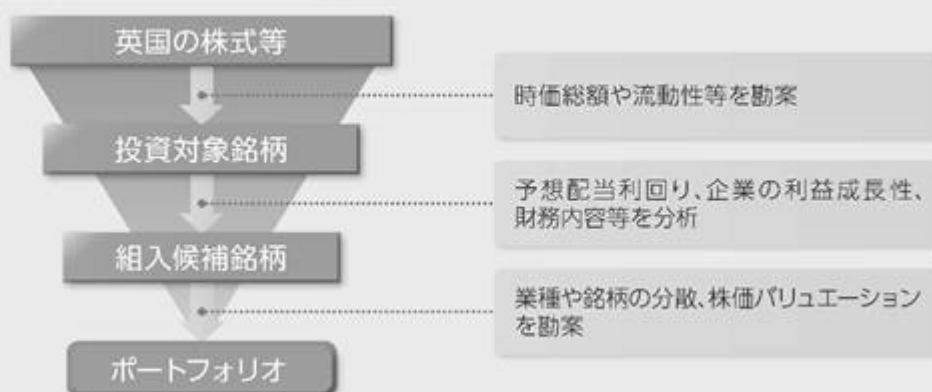 英国の株式等
時価総額や流動性等を勘案
投資対象銘柄
予想配当利回り、企業の利益成長性、
財務内容等を分析
組入候補銘柄
業種や銘柄の分散、株価バリュエーション
を勘案
ポートフォリオ